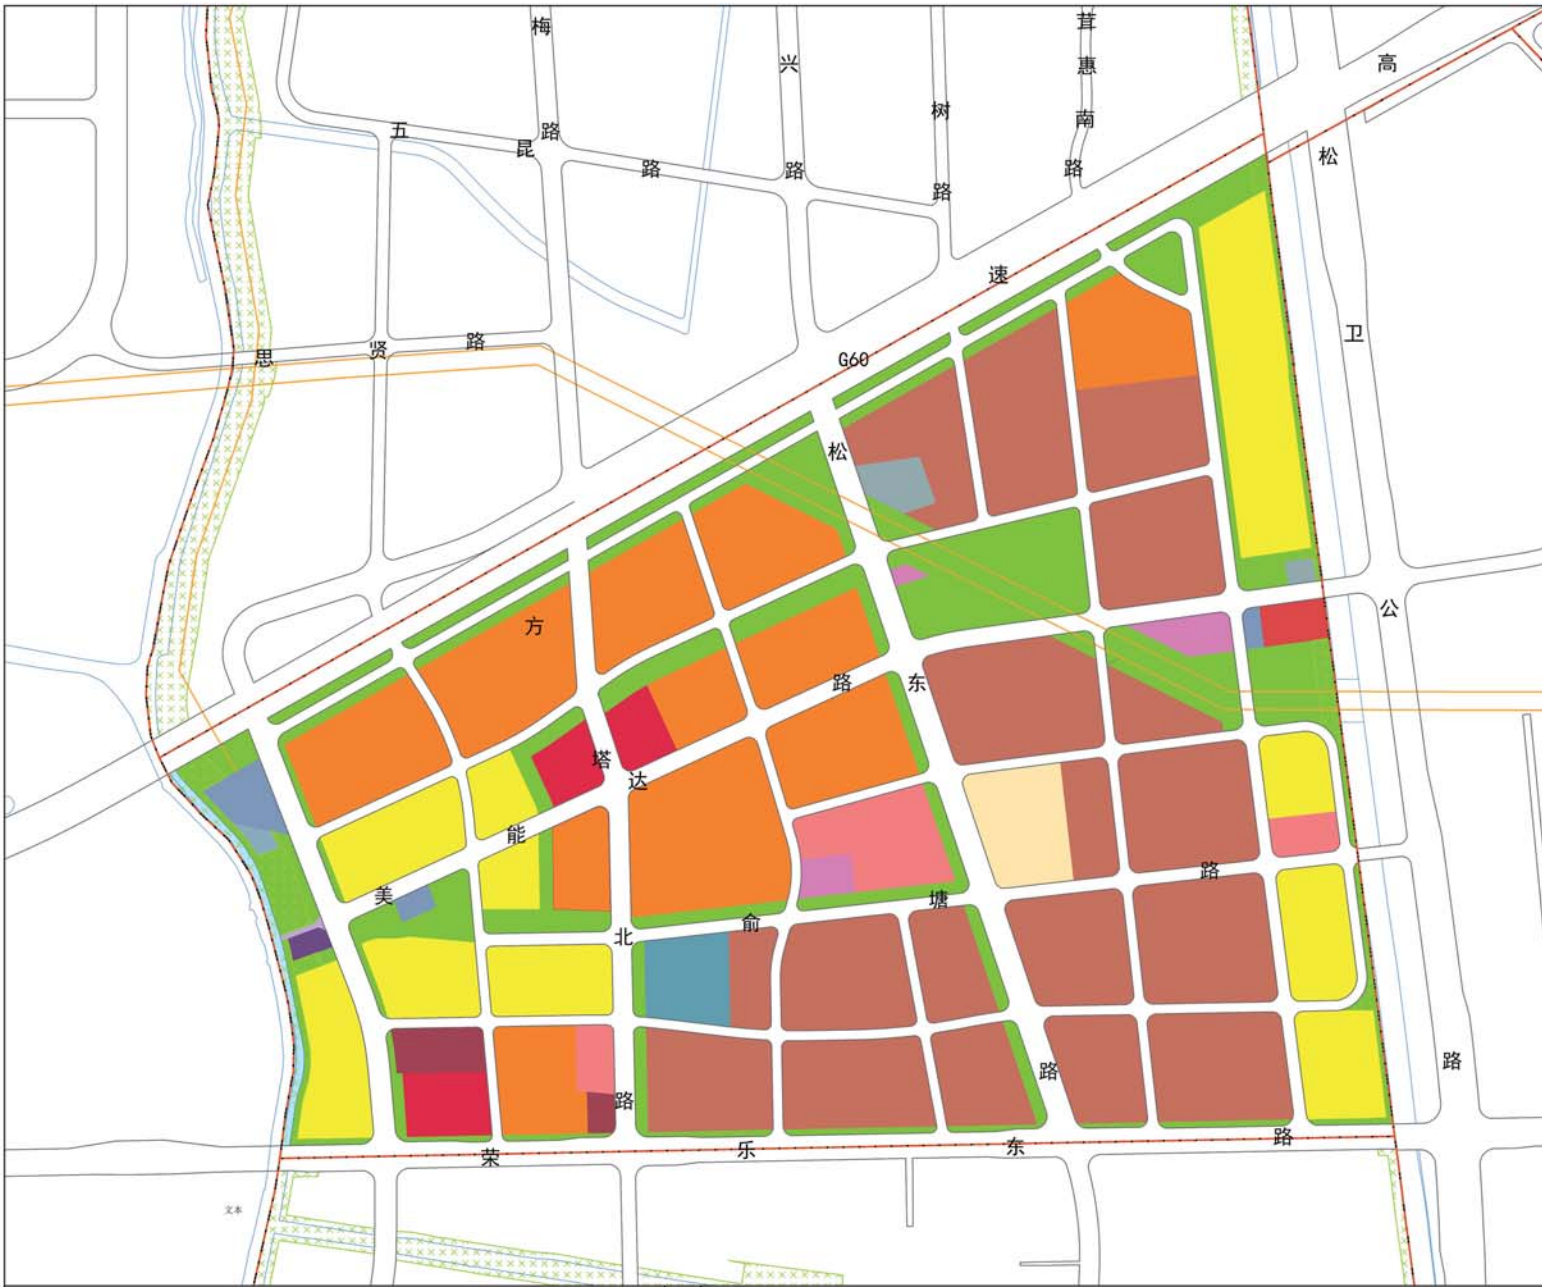 梅路
兴路
树路
茸惠南路
五昆路
思贤路
G60
高速
松卫公路
松东路
方塔北路
美能达路
俞塘路
荣乐东路
文本